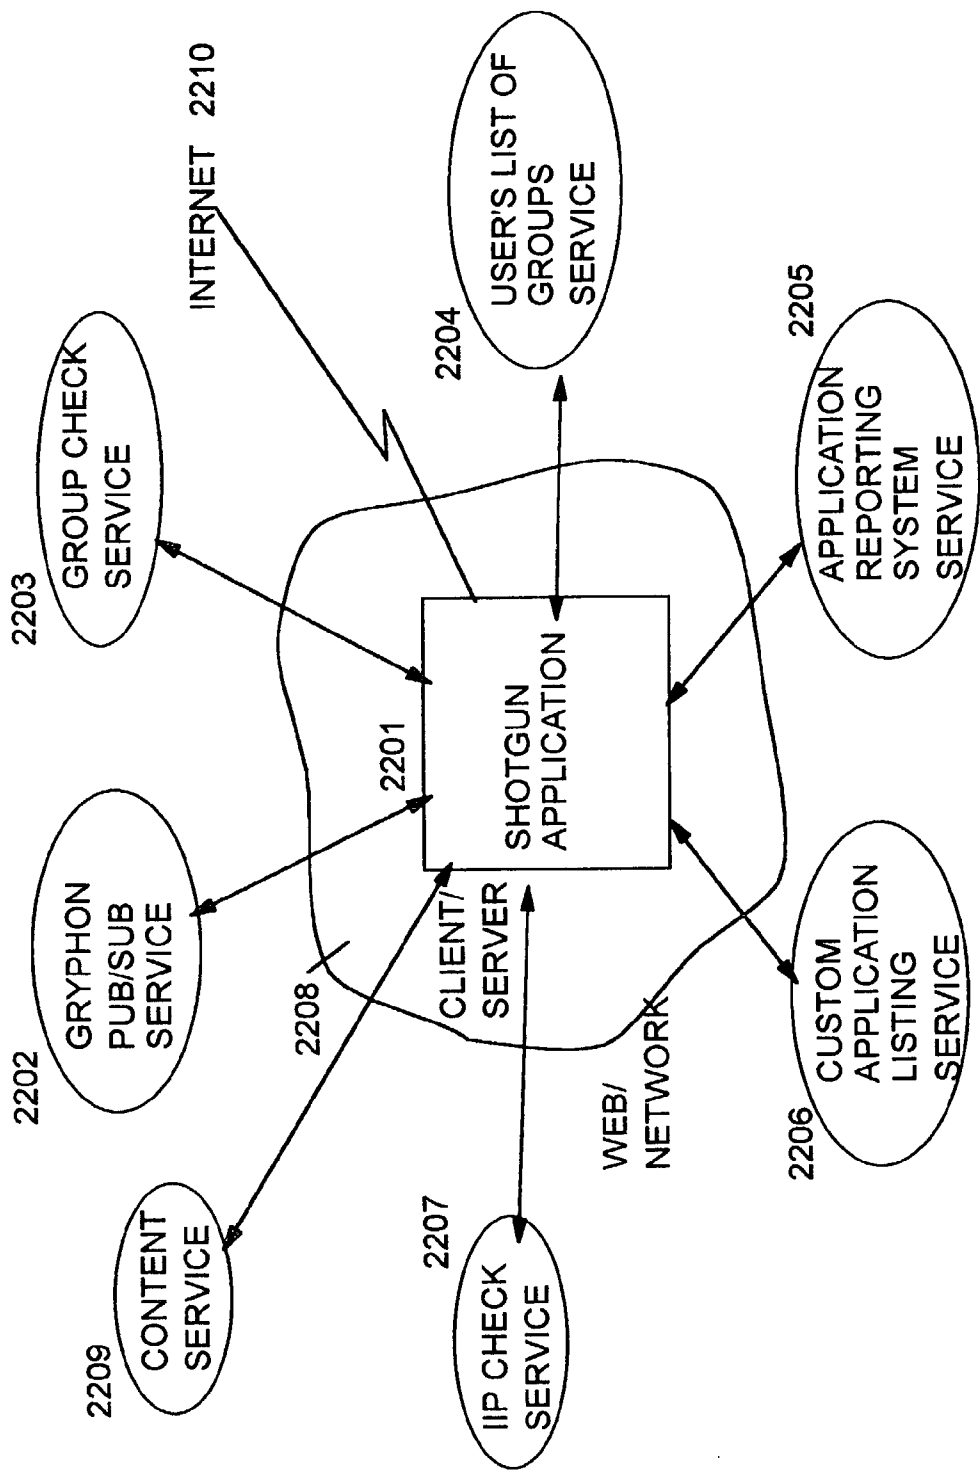 2209
CONTENT
SERVICE
2202
GRYPHON
PUB/SUB
SERVICE
2203
GROUP CHECK
SERVICE
INTERNET 2210
2208
2201
CLIENT/
SERVER
SHOTGUN
APPLICATION
2207
IIP CHECK
SERVICE
2204
USER'S LIST OF
GROUPS
SERVICE
WEB/
NETWORK
2206
CUSTOM
APPLICATION
LISTING
SERVICE
2205
APPLICATION
REPORTING
SYSTEM
SERVICE